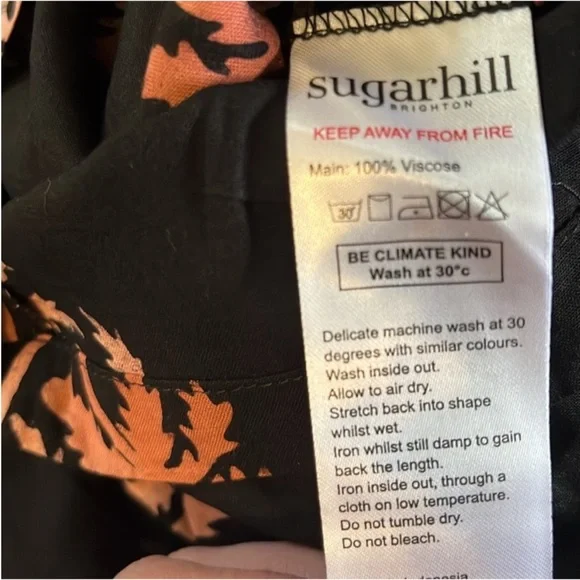 sugarhill
BRIGHTON
KEEP AWAY FROM FIRE
Main: 100% Viscose
30
BE CLIMATE KIND
Wash at 30°c
Delicate machine wash at 30
degrees with similar colours.
Wash inside out.
Allow to air dry.
Stretch back into shape
whilst wet.
Iron whilst still damp to gain
back the length.
Iron inside out, through a
cloth on low temperature.
Do not tumble dry.
Do not bleach.